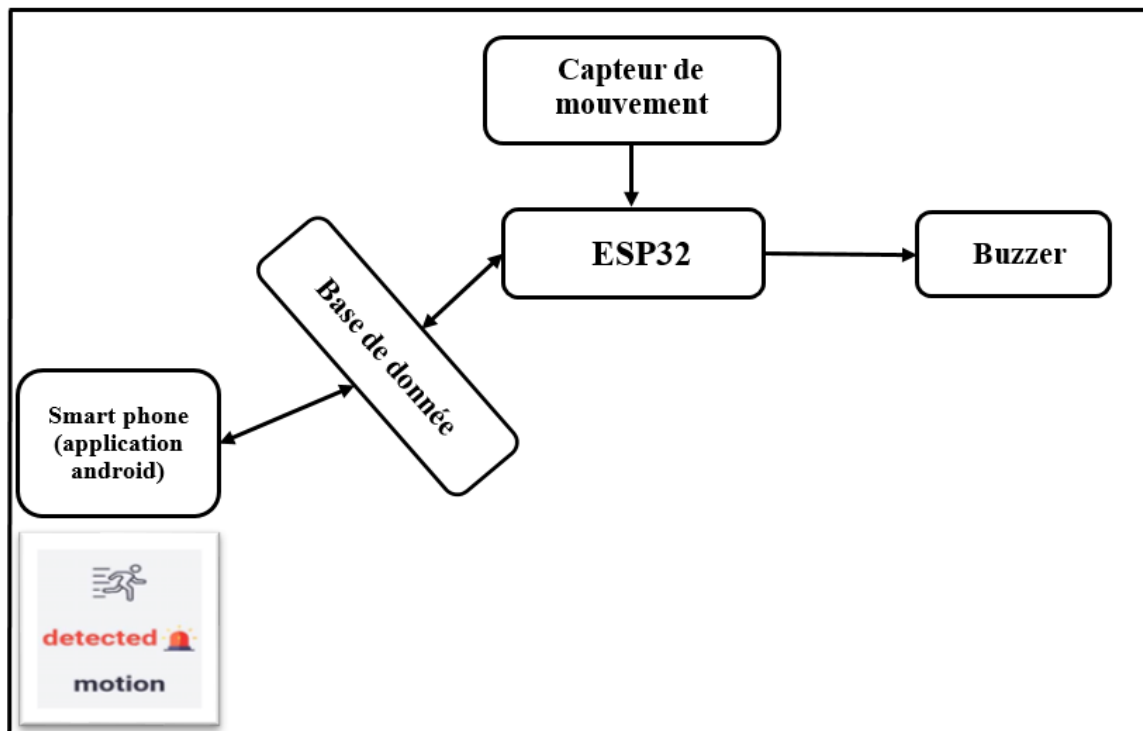 Capteur de
mouvement
ESP32
Buzzer
Base de donnée
Smart phone
(application
android)
detected
motion